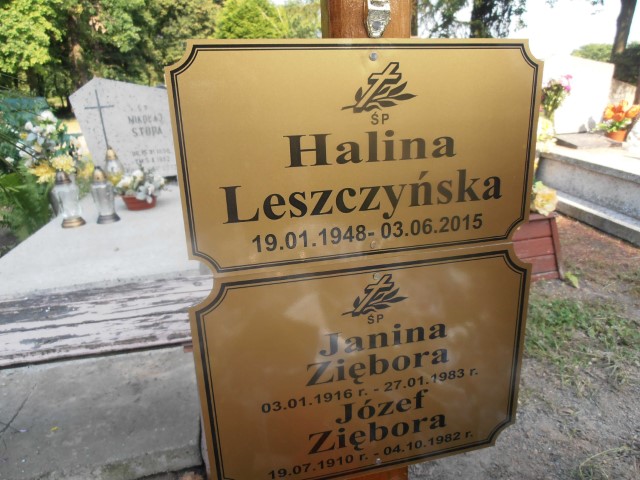 ŚP
Halina
Leszczyńska
19.01.1948- 03.06.2015
ŚP
Janina
Ziębora
03.01.1916 r. - 27.01.1983 r.
Józef
Ziębora
19.07.1910 r. - 04.10.1982 r.
Ś P
MIKOŁAJ